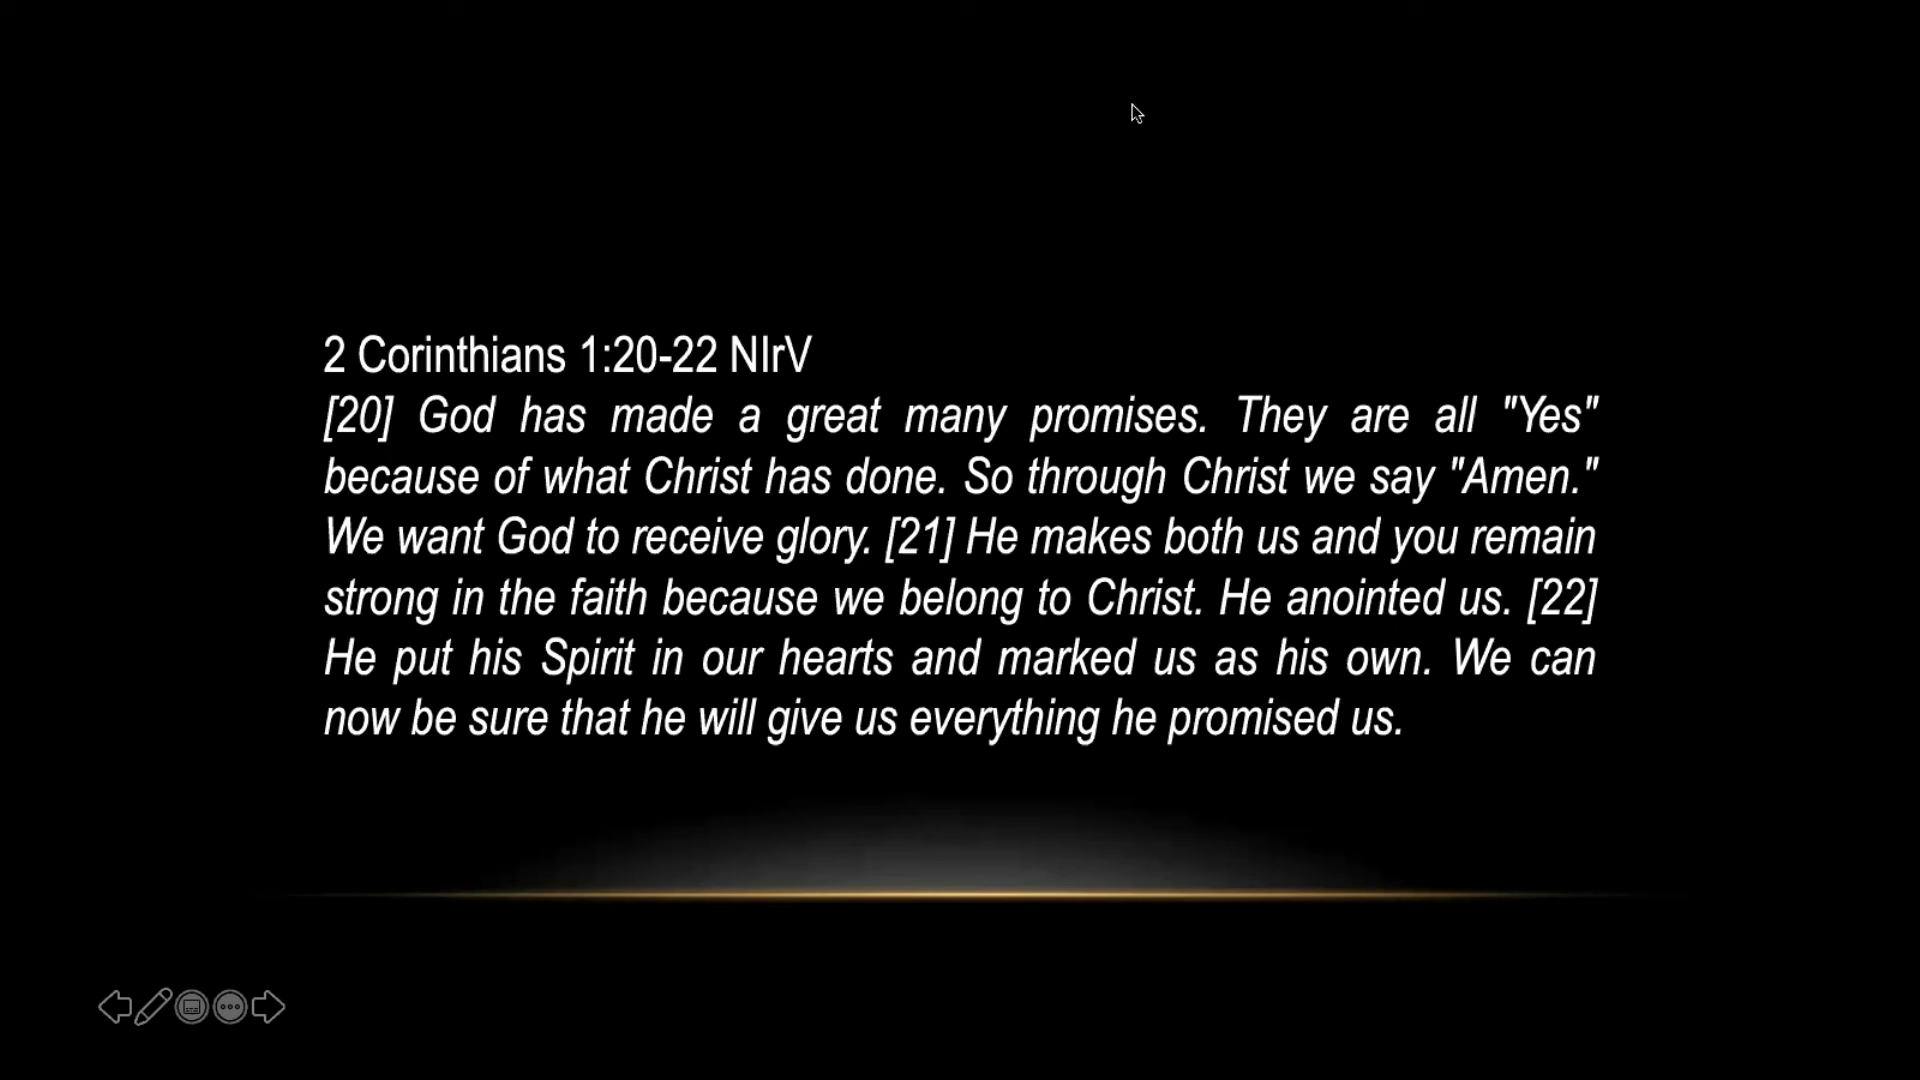 2 Corinthians 1:20-22 NIrV
[20] God has made a great many promises. They are all "Yes"
because of what Christ has done. So through Christ we say "Amen."
We want God to receive glory. [21] He makes both us and you remain
strong in the faith because we belong to Christ. He anointed us. [22]
He put his Spirit in our hearts and marked us as his own. We can
now be sure that he will give us everything he promised us.